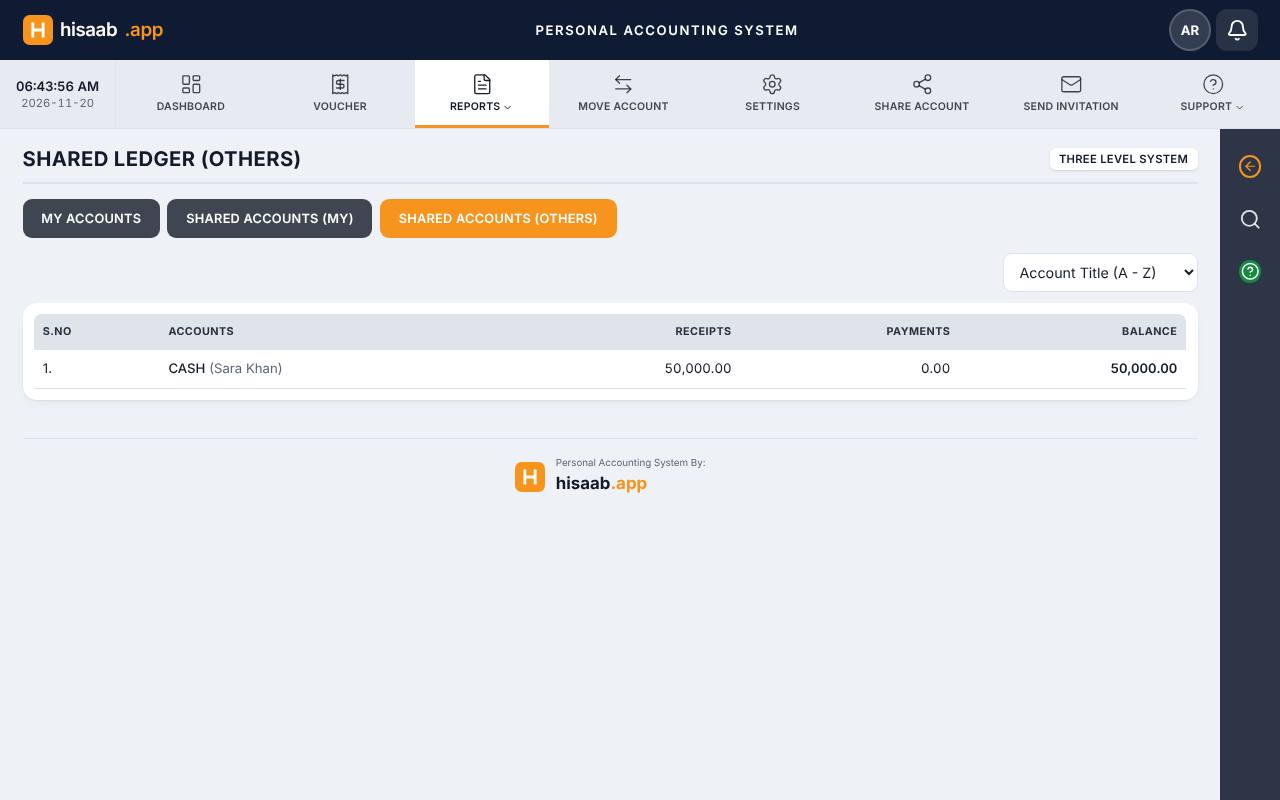 H hisaab .app
PERSONAL ACCOUNTING SYSTEM
AR
06:43:56 AM
2026-11-20
DASHBOARD
VOUCHER
REPORTS
MOVE ACCOUNT
SETTINGS
SHARE ACCOUNT
SEND INVITATION
SUPPORT
SHARED LEDGER (OTHERS)
THREE LEVEL SYSTEM
MY ACCOUNTS
SHARED ACCOUNTS (MY)
SHARED ACCOUNTS (OTHERS)
Account Title (A - Z)
S.NO ACCOUNTS RECEIPTS PAYMENTS BALANCE
1. CASH (Sara Khan) 50,000.00 0.00 50,000.00
Personal Accounting System By:
H hisaab.app